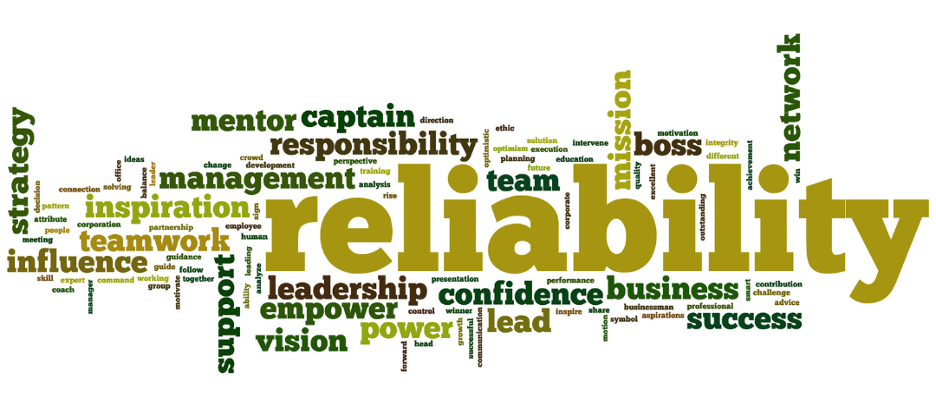 network
mission
strategy
mentor
captain
direction
ethic
responsibility
optimistic
solution
optimism
execution
intervene
boss
motivation
integrity
different
achievement
win
office
ideas
balance
leader
change
crowd
development
perspective
training
planning
education
future
quality
excellent
decision
connection
solving
management
analysis
team
rise
corporate
outstanding
reliability
pattern
inspiration
sign
attribute
people
corporation
partnership
employee
meeting
teamwork
human
influence
guidance
leading
skill
expert
command
working
guide
follow
together
group
coach
manager
motivate
support
ability
analyze
leadership
presentation
confidence
performance
business
smart
contribution
challenge
advice
empower
control
winner
lead
inspire
share
businessman
professional
motion
symbol
aspirations
success
vision
power
head
growth
successful
communication
forward